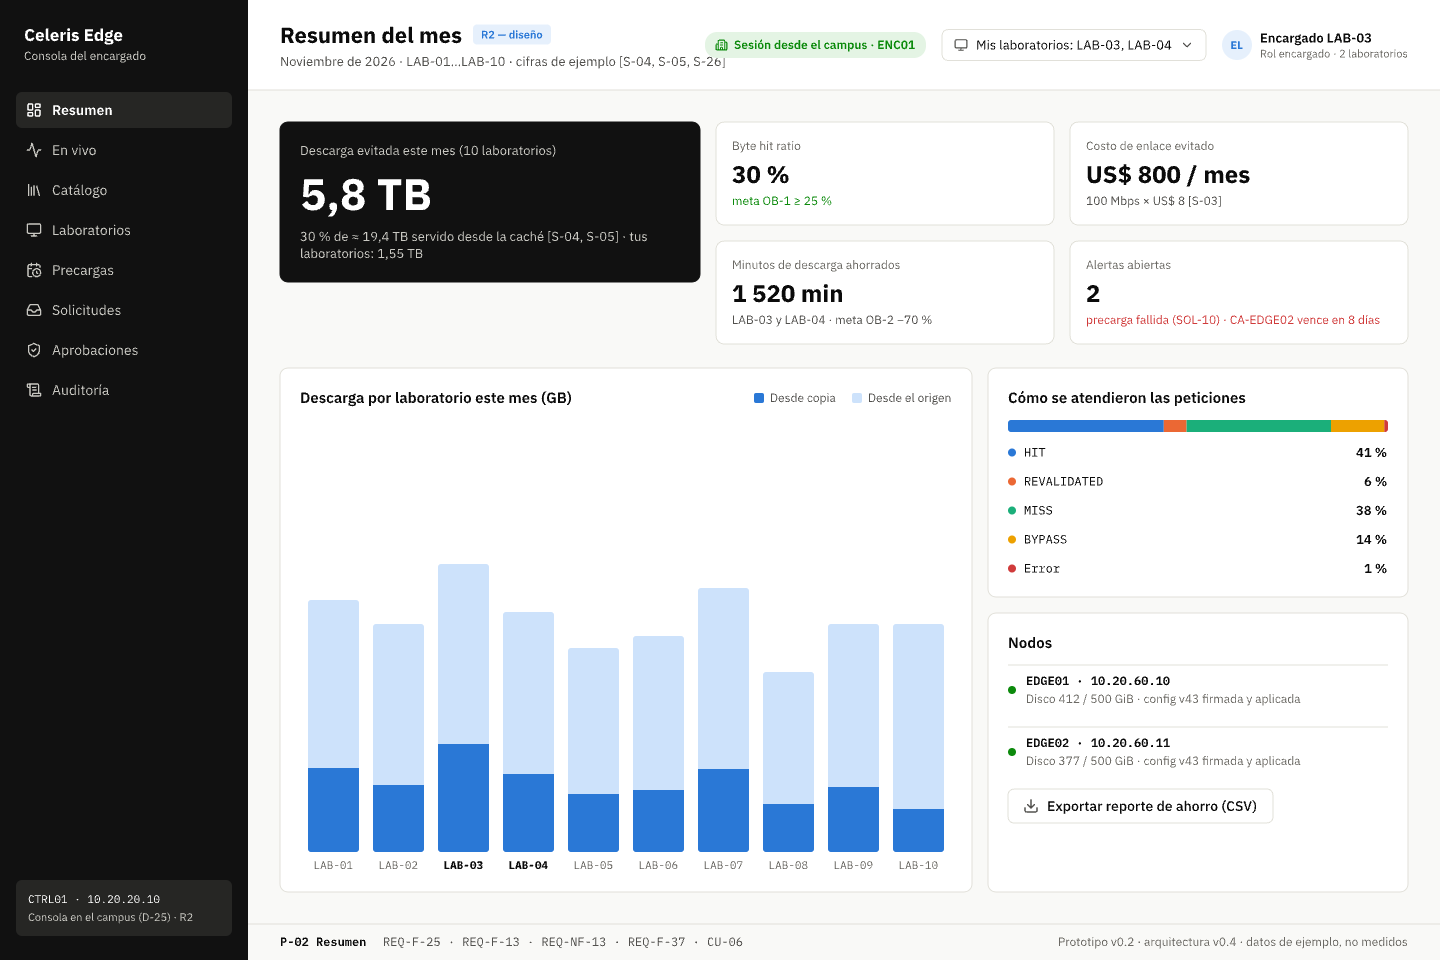 Celeris Edge
Consola del encargado
Resumen
En vivo
Catálogo
Laboratorios
Precargas
Solicitudes
Aprobaciones
Auditoría
CTRL01 · 10.20.20.10
Consola en el campus (D-25) · R2
Resumen del mes
R2 — diseño
Noviembre de 2026 · LAB-01…LAB-10 · cifras de ejemplo [S-04, S-05, S-26]
Sesión desde el campus · ENC01
Mis laboratorios: LAB-03, LAB-04
EL
Encargado LAB-03
Rol encargado · 2 laboratorios
Descarga evitada este mes (10 laboratorios)
5,8 TB
30 % de ≈ 19,4 TB servido desde la caché [S-04, S-05] · tus
laboratorios: 1,55 TB
Byte hit ratio
30 %
meta OB-1 ≥ 25 %
Costo de enlace evitado
US$ 800 / mes
100 Mbps × US$ 8 [S-03]
Minutos de descarga ahorrados
1 520 min
LAB-03 y LAB-04 · meta OB-2 −70 %
Alertas abiertas
2
precarga fallida (SOL-10) · CA-EDGE02 vence en 8 días
Descarga por laboratorio este mes (GB)
Desde copia
Desde el origen
LAB-01
LAB-02
LAB-03
LAB-04
LAB-05
LAB-06
LAB-07
LAB-08
LAB-09
LAB-10
Cómo se atendieron las peticiones
HIT 41 %
REVALIDATED 6 %
MISS 38 %
BYPASS 14 %
Error 1 %
Nodos
EDGE01 · 10.20.60.10
Disco 412 / 500 GiB · config v43 firmada y aplicada
EDGE02 · 10.20.60.11
Disco 377 / 500 GiB · config v43 firmada y aplicada
Exportar reporte de ahorro (CSV)
P-02 Resumen
REQ-F-25 · REQ-F-13 · REQ-NF-13 · REQ-F-37 · CU-06
Prototipo v0.2 · arquitectura v0.4 · datos de ejemplo, no medidos